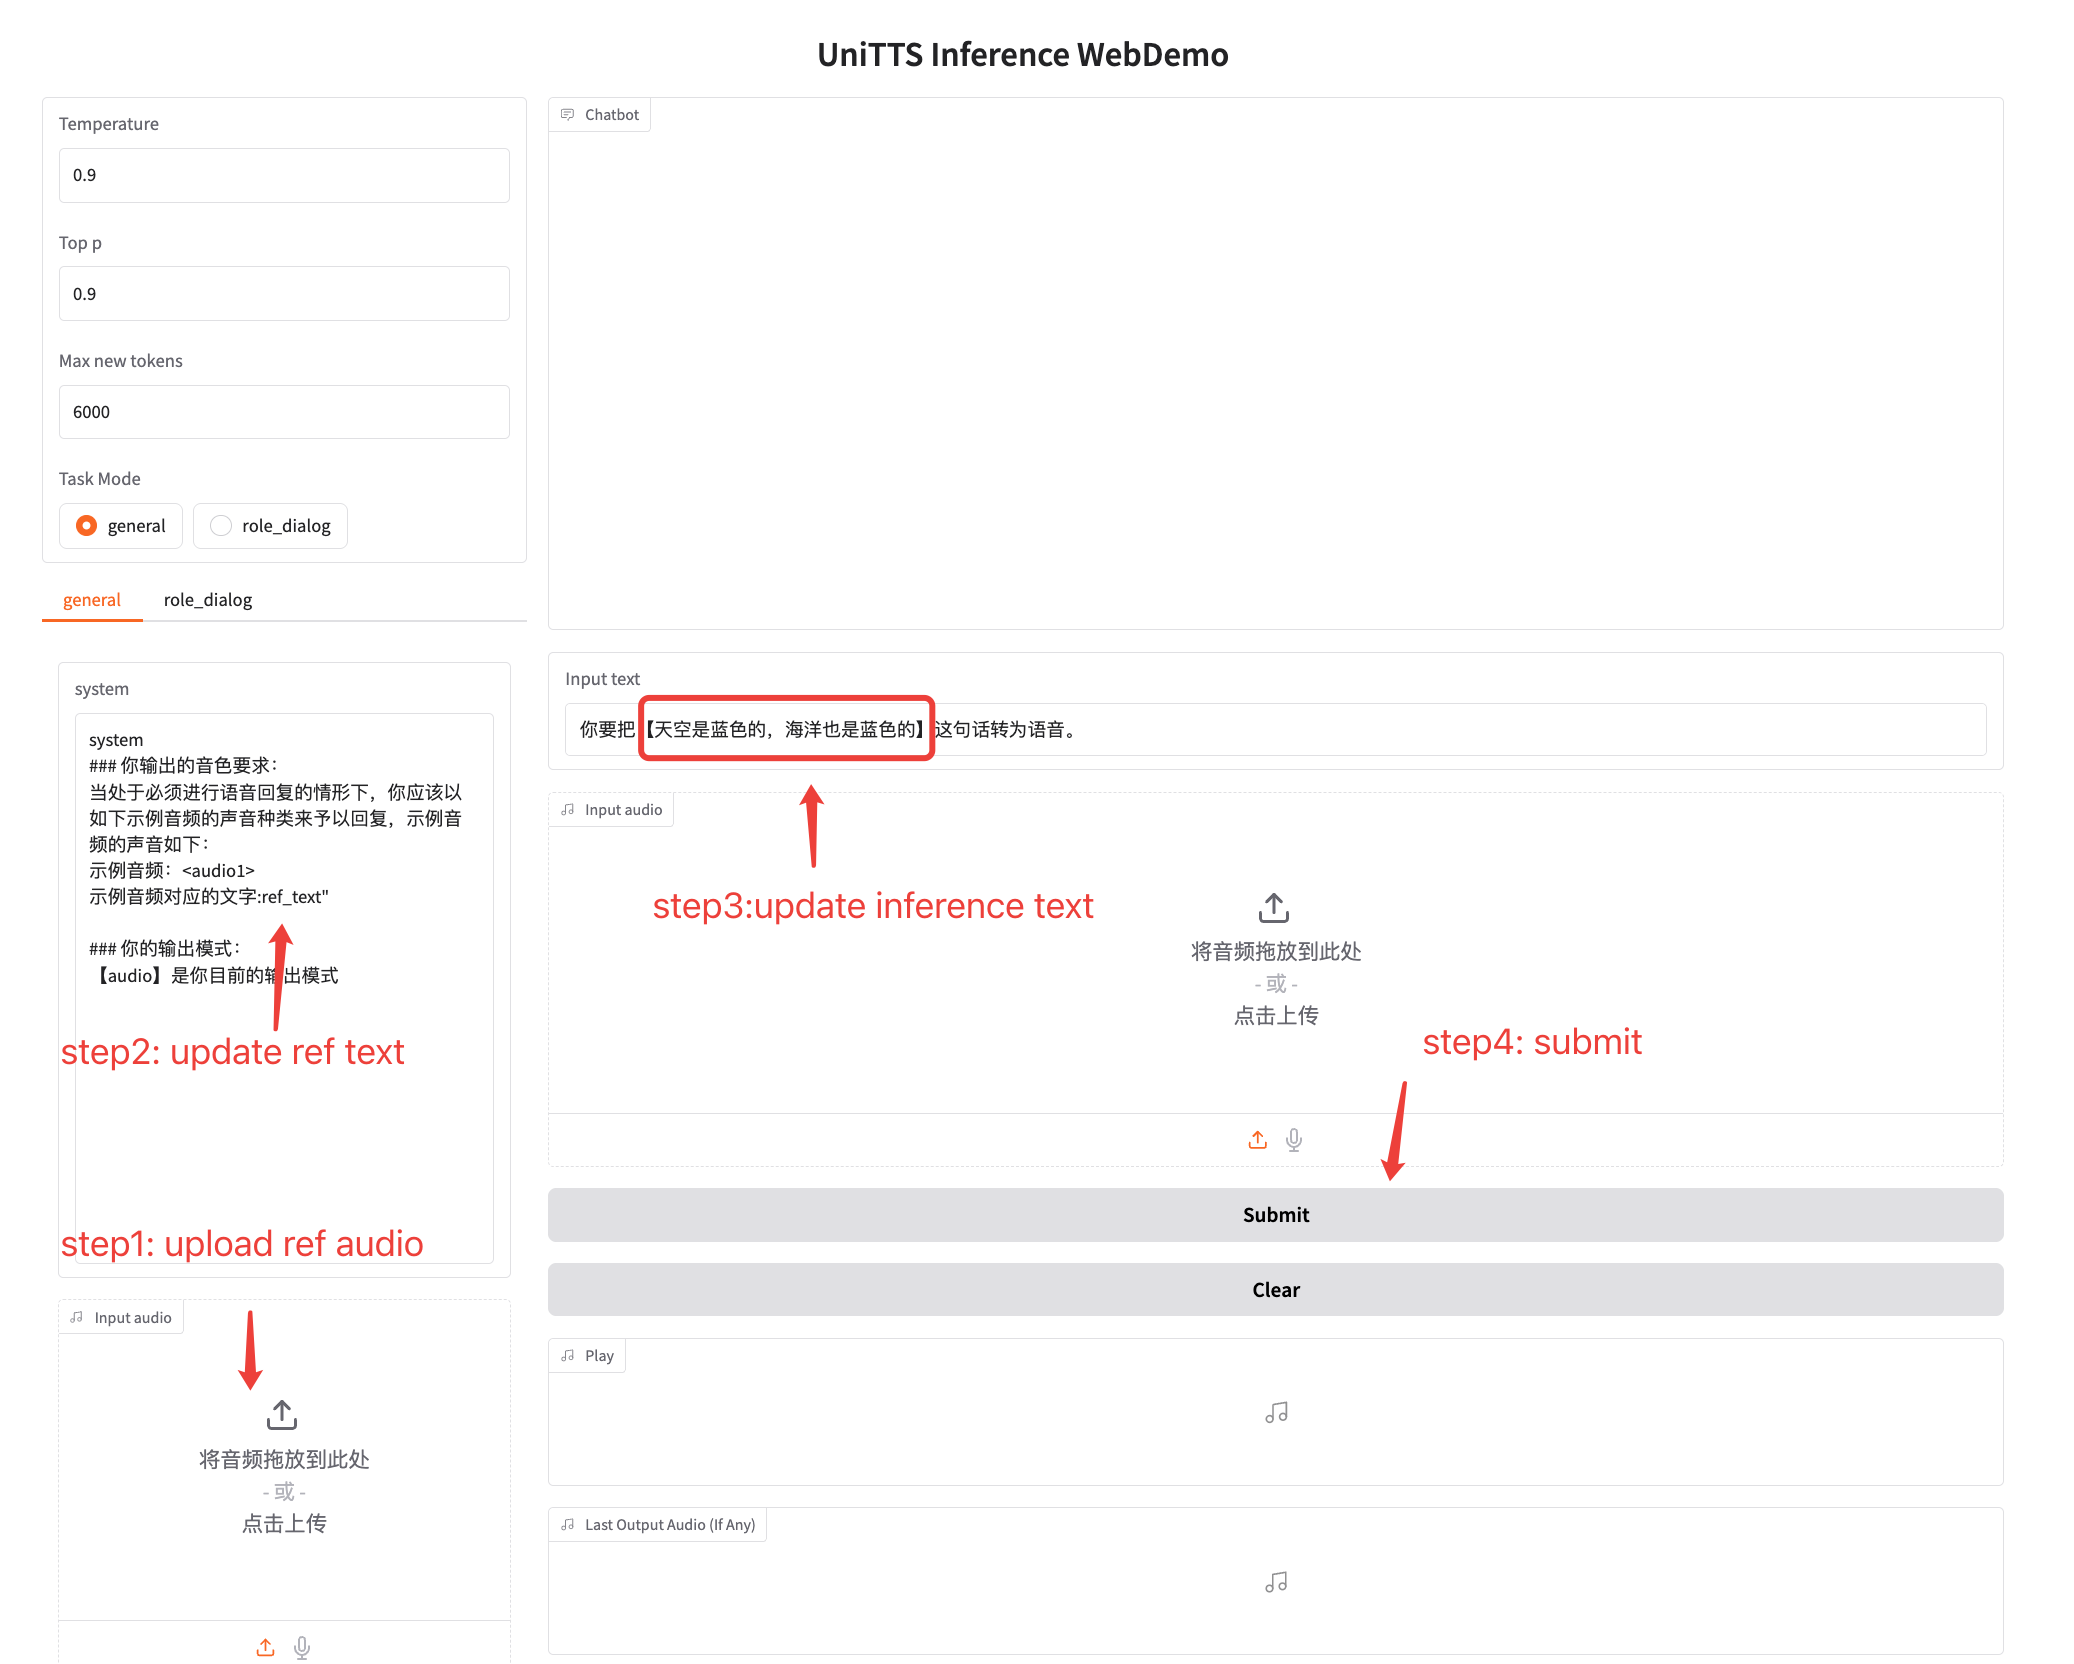 UniTTS Inference WebDemo
Temperature
0.9
Top p
0.9
Max new tokens
6000
Task Mode
general
role_dialog
general
role_dialog
system
system
### 你输出的音色要求：
当处于必须进行语音回复的情形下，你应该以
如下示例音频的声音种类来予以回复，示例音
频的声音如下：
示例音频：<audio1>
示例音频对应的文字:ref_text"
### 你的输出模式：
【audio】是你目前的输出模式
step2: update ref text
step1: upload ref audio
Input audio
将音频拖放到此处
- 或 -
点击上传
Chatbot
Input text
你要把【天空是蓝色的，海洋也是蓝色的】这句话转为语音。
Input audio
step3:update inference text
将音频拖放到此处
- 或 -
点击上传
step4: submit
Submit
Clear
Play
Last Output Audio (If Any)